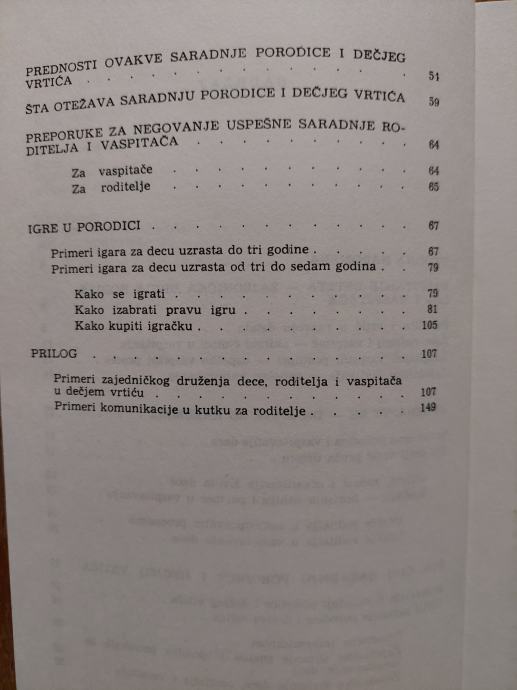 PREDNOSTI OVAKVE SARADNJE PORODICE I DEČJEG
VRTIĆA . . . . . . . . . . . . 51
ŠTA OTEŽAVA SARADNJU PORODICE I DEČJEG VRTIĆA 59
PREPORUKE ZA NEGOVANJE USPEŠNE SARADNJE RO-
DITELJA I VASPITAČA . . . . . . . . 64
Za vaspitače . . . . . . . . 64
Za roditelje . . . . . . . . 65
IGRE U PORODICI . . . . . . . . . 67
Primeri igara za decu uzrasta do tri godine . . . . 67
Primeri igara za decu uzrasta od tri do sedam godina . . 79
Kako se igrati . . . . . . . . 79
Kako izabrati pravu igru . . . . . . 81
Kako kupiti igračku . . . . . . . 105
PRILOG . . . . . . . . . . . 107
Primeri zajedničkog druženja dece, roditelja i vaspitača
u dečjem vrtiću . . . . . . . . . 107
Primeri komunikacije u kutku za roditelje . . . . 149